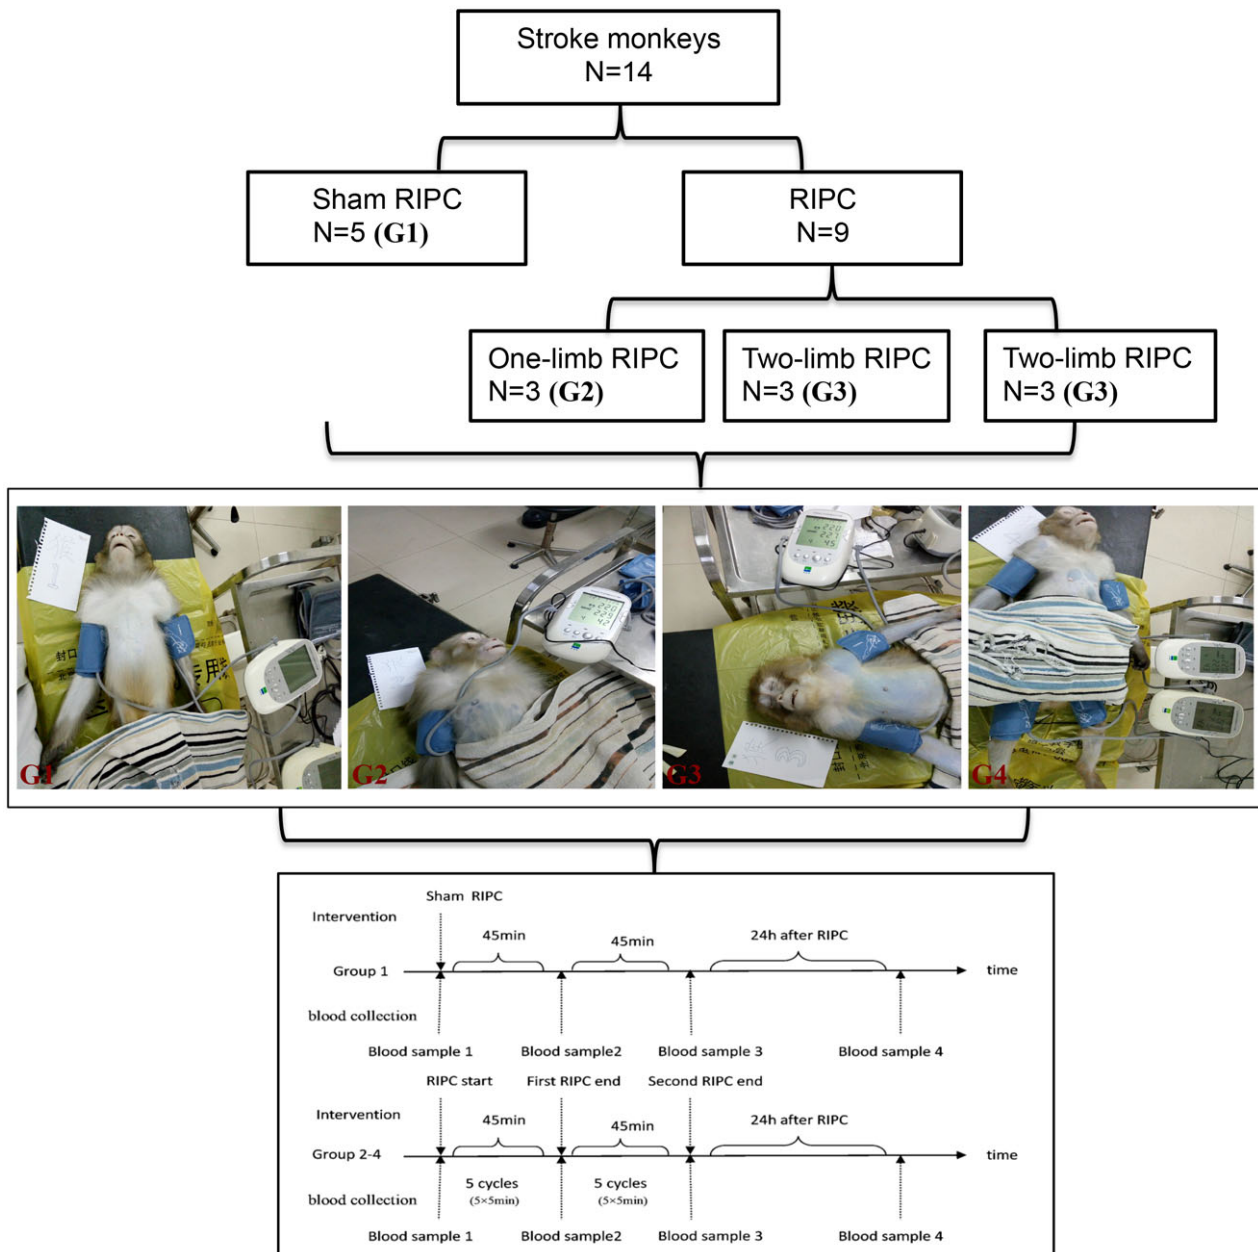 Stroke monkeys
N=14
Sham RIPC
N=5 (G1)
RIPC
N=9
One-limb RIPC
N=3 (G2)
Two-limb RIPC
N=3 (G3)
Two-limb RIPC
N=3 (G3)
G1
G2
G3
G4
Sham RIPC
Intervention
45min
45min
24h after RIPC
Group 1
time
blood collection
Blood sample 1
Blood sample2
Blood sample 3
Blood sample 4
RIPC start
First RIPC end
Second RIPC end
Intervention
45min
45min
24h after RIPC
Group 2-4
time
5 cycles
(5×5min)
5 cycles
(5×5min)
blood collection
Blood sample 1
Blood sample2
Blood sample 3
Blood sample 4